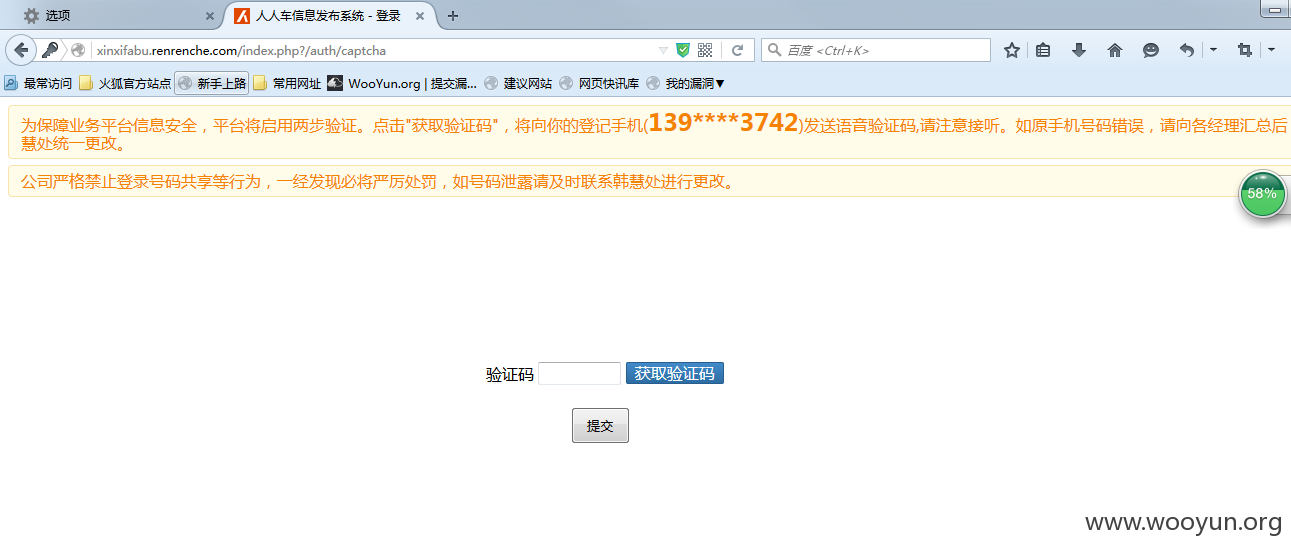 选项
人人车信息发布系统 - 登录
xinxifabu.renrenche.com/index.php?/auth/captcha
百度 <Ctrl+K>
最常访问 火狐官方站点 新手上路 常用网址 WooYun.org | 提交漏... 建议网站 网页快讯库 我的漏洞▼
为保障业务平台信息安全，平台将启用两步验证。点击"获取验证码"，将向你的登记手机(139****3742)发送语音验证码,请注意接听。如原手机号码错误，请向各经理汇总后
慧处统一更改。
公司严格禁止登录号码共享等行为，一经发现必将严厉处罚，如号码泄露请及时联系韩慧处进行更改。
58%
验证码 获取验证码
提交
www.wooyun.org